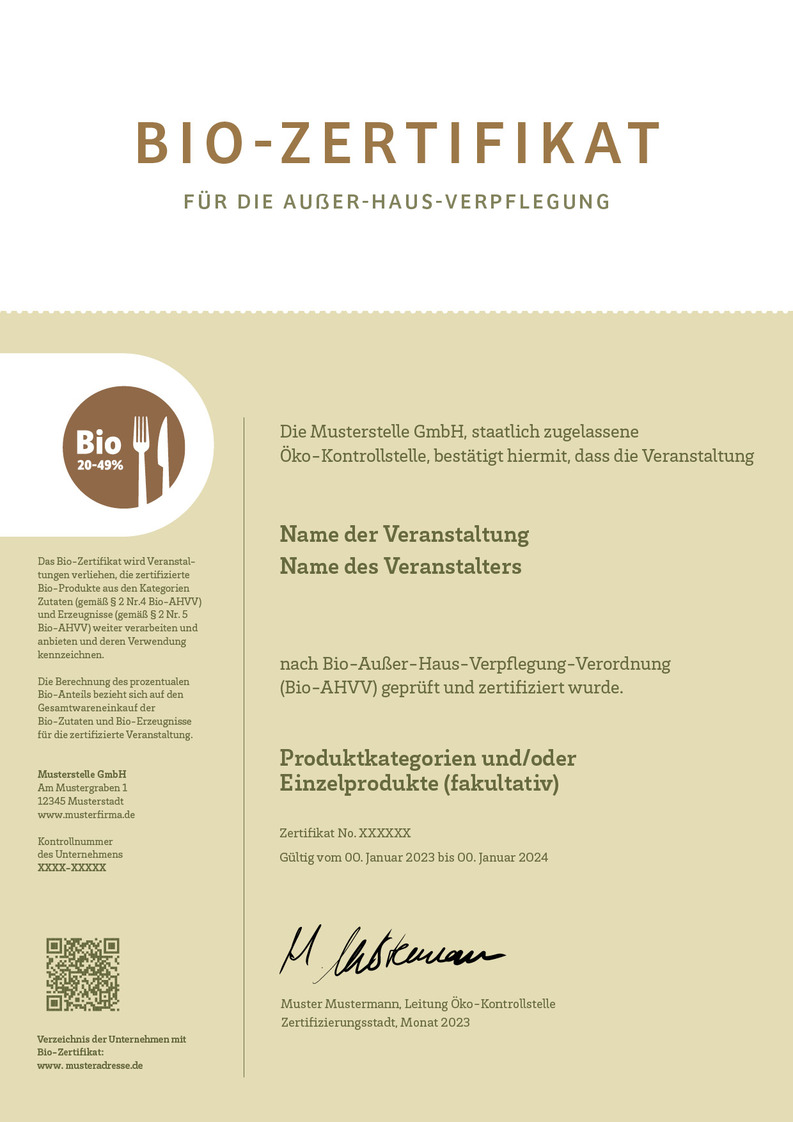 BIO-ZERTIFIKAT
FÜR DIE AUßER-HAUS-VERPFLEGUNG
Bio
20-49%
Das Bio-Zertifikat wird Veranstal-
tungen verliehen, die zertifizierte
Bio-Produkte aus den Kategorien
Zutaten (gemäß § 2 Nr.4 Bio-AHVV)
und Erzeugnisse (gemäß § 2 Nr. 5
Bio-AHVV) weiter verarbeiten und
anbieten und deren Verwendung
kennzeichnen.
Die Berechnung des prozentualen
Bio-Anteils bezieht sich auf den
Gesamtwareneinkauf der
Bio-Zutaten und Bio-Erzeugnisse
für die zertifizierte Veranstaltung.
Musterstelle GmbH
Am Mustergraben 1
12345 Musterstadt
www.musterfirma.de
Kontrollnummer
des Unternehmens
XXXX-XXXXX
Verzeichnis der Unternehmen mit
Bio-Zertifikat:
www. musteradresse.de
Die Musterstelle GmbH, staatlich zugelassene
Öko-Kontrollstelle, bestätigt hiermit, dass die Veranstaltung
Name der Veranstaltung
Name des Veranstalters
nach Bio-Außer-Haus-Verpflegung-Verordnung
(Bio-AHVV) geprüft und zertifiziert wurde.
Produktkategorien und/oder
Einzelprodukte (fakultativ)
Zertifikat No. XXXXXX
Gültig vom 00. Januar 2023 bis 00. Januar 2024
M. Mustermann
Muster Mustermann, Leitung Öko-Kontrollstelle
Zertifizierungsstadt, Monat 2023